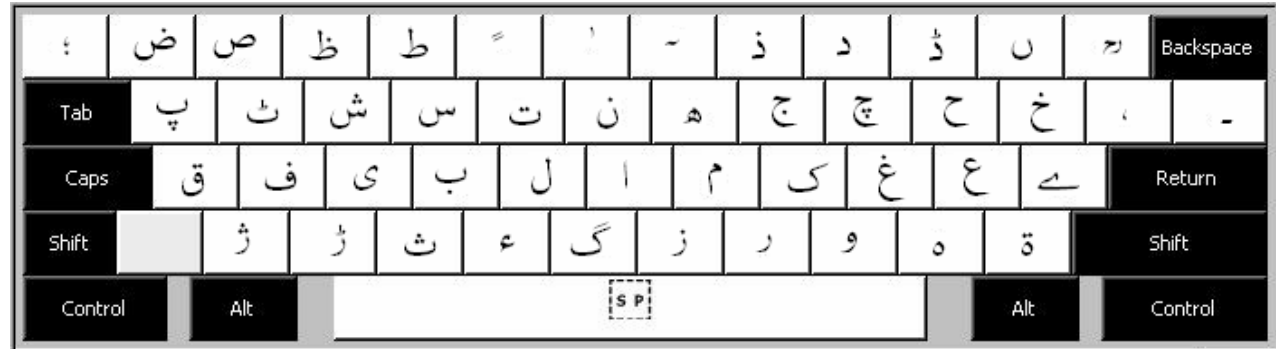 ؛ ض ص ظ ط ً ٰ ٓ ذ د ڈ ں Backspace
Tab پ ٹ ش س ت ن ھ ج چ ح خ ، ۔
Caps ق ف ی ب ل ا م ک غ ع ے Return
Shift ژ ڑ ث ء گ ز ر و ہ ۃ Shift
Control Alt SP Alt Control